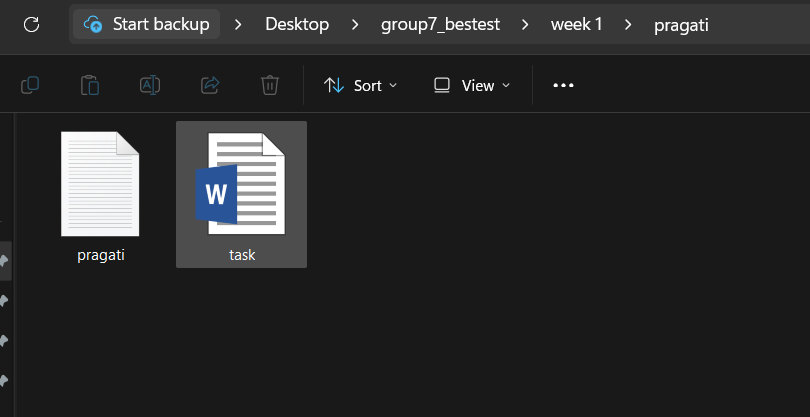 Start backup > Desktop > group7_bestest > week 1 > pragati
Sort View
W
pragati task